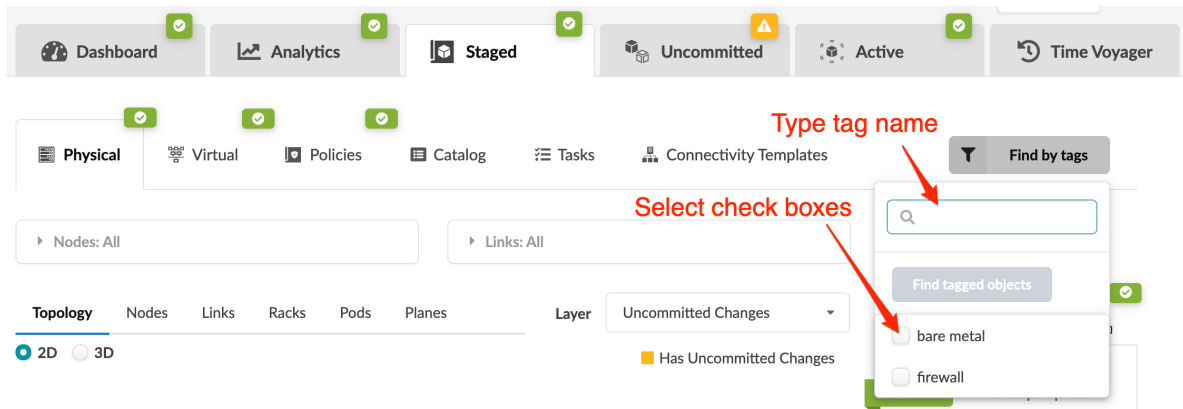 Dashboard
Analytics
Staged
Uncommitted
Active
Time Voyager
Type tag name
Physical
Virtual
Policies
Catalog
Tasks
Connectivity Templates
Find by tags
Select check boxes
Nodes: All
Links: All
Find tagged objects
Topology
Nodes
Links
Racks
Pods
Planes
Layer
Uncommitted Changes
bare metal
2D
3D
Has Uncommitted Changes
firewall